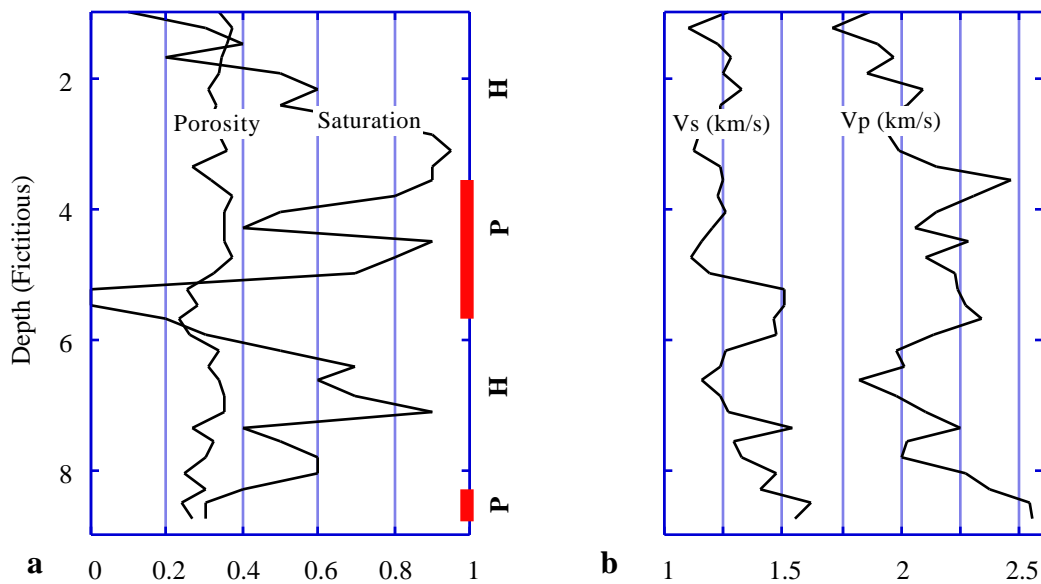 2
4
6
8
Depth (Fictitious)
Porosity
Saturation
H
P
H
P
a
0
0.2
0.4
0.6
0.8
1
Vs (km/s)
Vp (km/s)
b
1
1.5
2
2.5